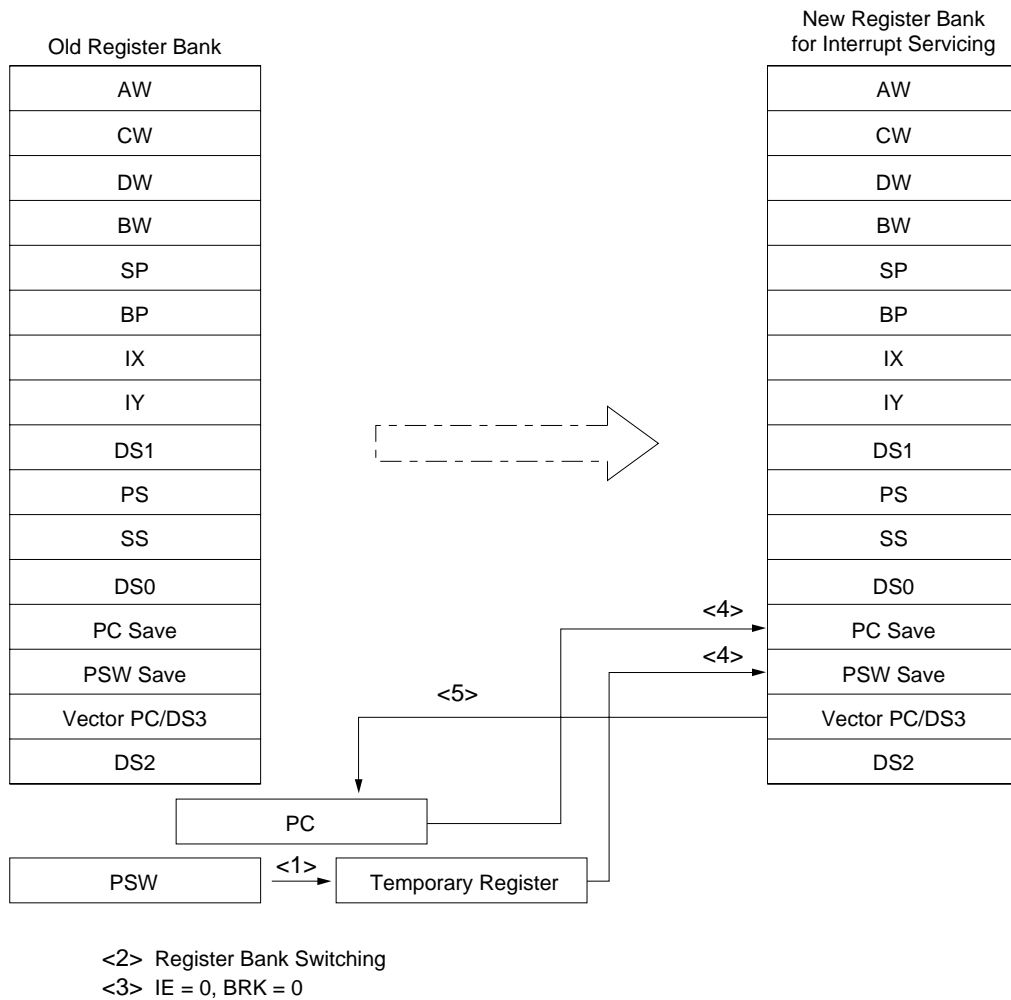 Old Register Bank
New Register Bank
for Interrupt Servicing
AW
CW
DW
BW
SP
BP
IX
IY
DS1
PS
SS
DS0
PC Save
PSW Save
Vector PC/DS3
DS2
AW
CW
DW
BW
SP
BP
IX
IY
DS1
PS
SS
DS0
PC Save
PSW Save
Vector PC/DS3
DS2
<4>
<4>
<5>
PC
PSW
<1>
Temporary Register
<2> Register Bank Switching
<3> IE = 0, BRK = 0